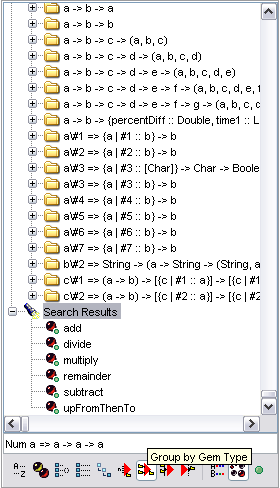 a -> b -> a
a -> b -> b
a -> b -> c -> (a, b, c)
a -> b -> c -> d -> (a, b, c, d)
a -> b -> c -> d -> e -> (a, b, c, d, e)
a -> b -> c -> d -> e -> f -> (a, b, c, d, e, f
a -> b -> c -> d -> e -> f -> g -> (a, b, c, d,
a -> b -> {percentDiff :: Double, time1 :: L
a\#1 => {a | #1 :: b} -> b
a\#2 => {a | #2 :: b} -> b
a\#3 => {a | #3 :: [Char]} -> Char -> Boole
a\#3 => {a | #3 :: b} -> b
a\#4 => {a | #4 :: b} -> b
a\#5 => {a | #5 :: b} -> b
a\#6 => {a | #6 :: b} -> b
a\#7 => {a | #7 :: b} -> b
b\#2 => String -> (a -> String -> (String, a
c\#1 => (a -> b) -> [{c | #1 :: a}] -> [{c | #1
c\#2 => (a -> b) -> [{c | #2 :: a}] -> [{c | #2
Search Results
add
divide
multiply
remainder
subtract
upFromThenTo
Num a => a -> a -> a
Group by Gem Type